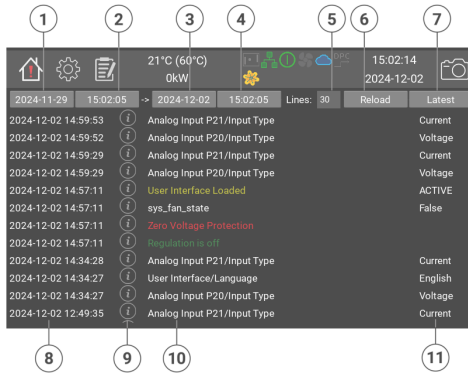 1 2 3 4 5 6 7
21°C (60°C) OPC 15:02:14
0kW 2024-12-02
2024-11-29 15:02:05 -> 2024-12-02 15:02:05 Lines: 30 Reload Latest
2024-12-02 14:59:53 i Analog Input P21/Input Type Current
2024-12-02 14:59:52 i Analog Input P20/Input Type Voltage
2024-12-02 14:59:29 i Analog Input P21/Input Type Current
2024-12-02 14:59:29 i Analog Input P20/Input Type Voltage
2024-12-02 14:57:11 i User Interface Loaded ACTIVE
2024-12-02 14:57:11 i sys_fan_state False
2024-12-02 14:57:11 i Zero Voltage Protection
2024-12-02 14:57:11 i Regulation is off
2024-12-02 14:34:28 i Analog Input P21/Input Type Current
2024-12-02 14:34:27 i User Interface/Language English
2024-12-02 14:34:27 i Analog Input P20/Input Type Voltage
2024-12-02 12:49:35 i Analog Input P21/Input Type Current
8 9 10 11